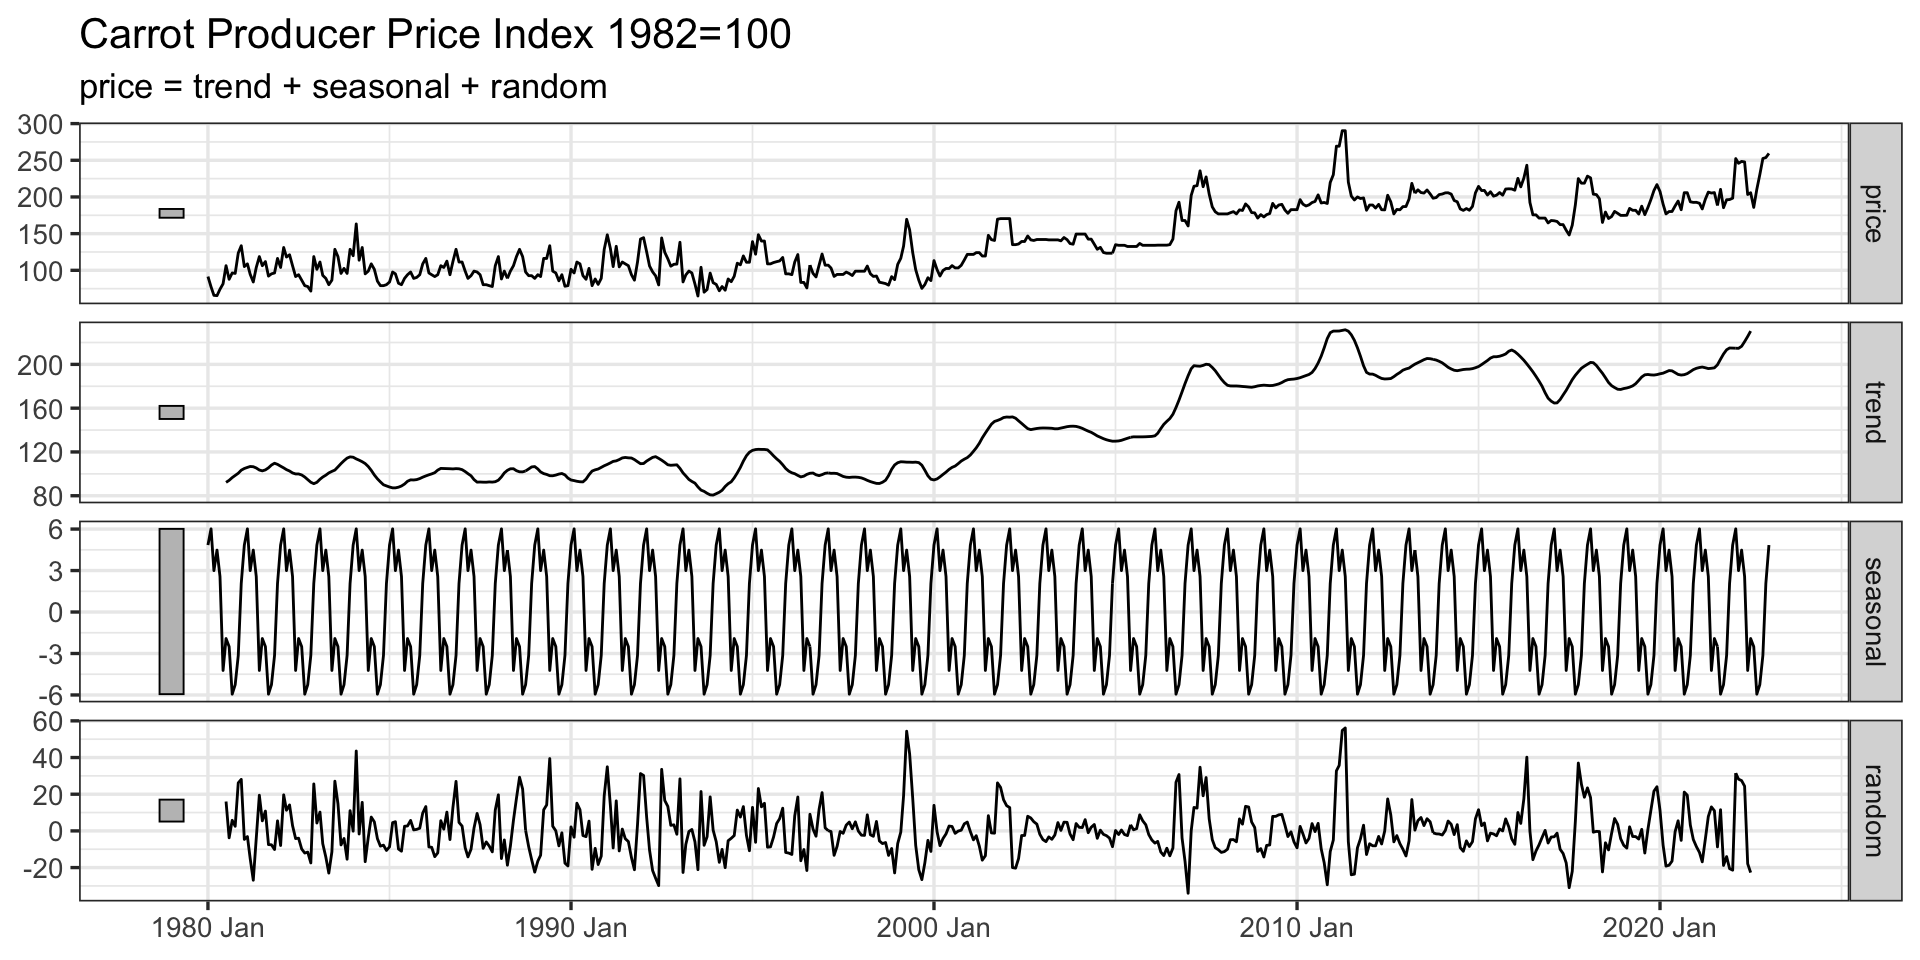 Carrot Producer Price Index 1982=100
price = trend + seasonal + random
300
250
200
150
100
price
200
160
120
80
trend
6
3
0
-3
-6
seasonal
60
40
20
0
-20
random
1980 Jan 1990 Jan 2000 Jan 2010 Jan 2020 Jan